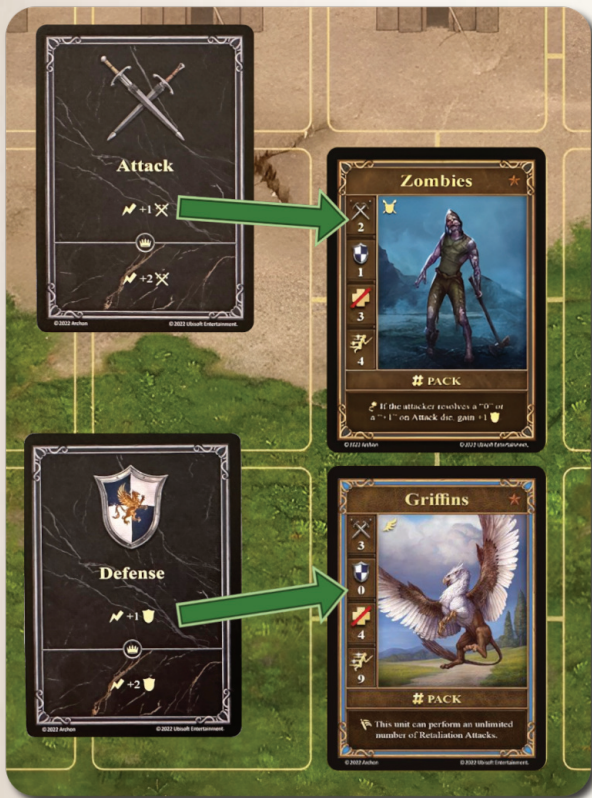 Attack
+1
+2
© 2022 Archon © 2022 Ubisoft Entertainment.
Zombies
2
1
3
4
# PACK
If the attacker resolves a "0" or
a "+1" on Attack die, gain +1
© 2022 Archon © 2022 Ubisoft Entertainment.
Defense
+1
+2
© 2022 Archon © 2022 Ubisoft Entertainment.
Griffins
3
0
4
9
# PACK
This unit can perform an unlimited
number of Retaliation Attacks.
© 2022 Archon © 2022 Ubisoft Entertainment.